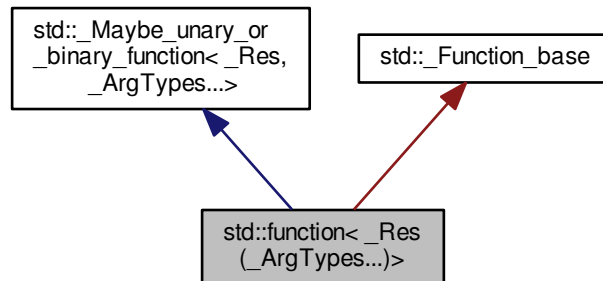 std::_Maybe_unary_or
_binary_function< _Res,
_ArgTypes...>
std::_Function_base
std::function< _Res
(_ArgTypes...)>